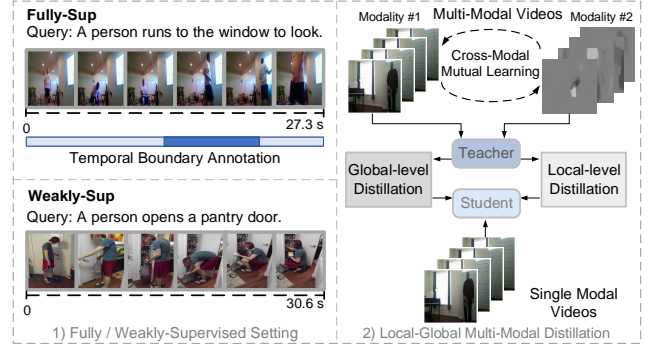 Fully-Sup
Query: A person runs to the window to look.
0
27.3 s
Temporal Boundary Annotation
Weakly-Sup
Query: A person opens a pantry door.
0
30.6 s
1) Fully / Weakly-Supervised Setting
Modality #1
Multi-Modal Videos
Modality #2
Cross-Modal
Mutual Learning
Teacher
Global-level
Distillation
Local-level
Distillation
Student
Single Modal
Videos
2) Local-Global Multi-Modal Distillation